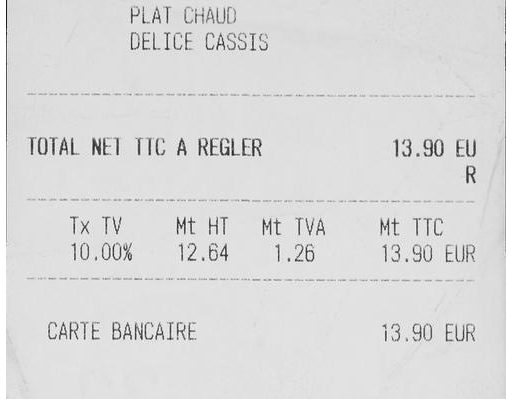 PLAT CHAUD
DELICE CASSIS
TOTAL NET TTC A REGLER 13.90 EU
R
Tx TV Mt HT Mt TVA Mt TTC
10.00% 12.64 1.26 13.90 EUR
CARTE BANCAIRE 13.90 EUR